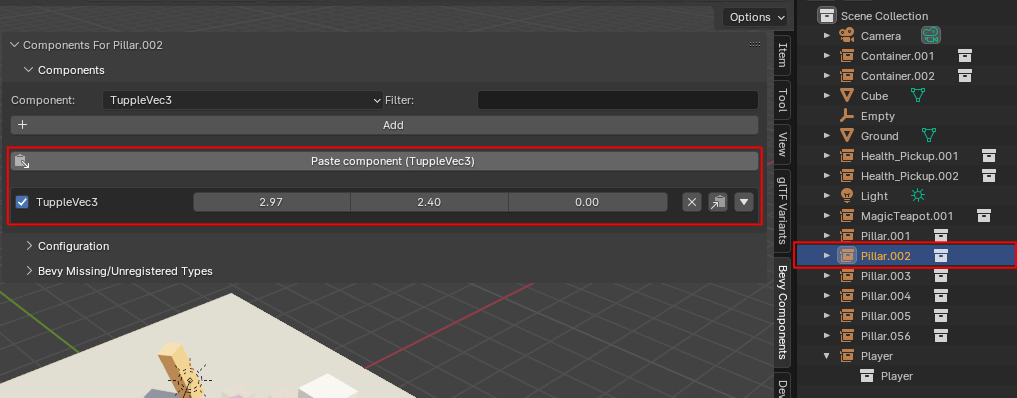 Options
Components For Pillar.002
Components
Component: TuppleVec3 Filter:
Add
Paste component (TuppleVec3)
TuppleVec3 2.97 2.40 0.00
Configuration
Bevy Missing/Unregistered Types
Item
Tool
View
glTF Variants
Bevy Components
Dev
Scene Collection
Camera
Container.001
Container.002
Cube
Empty
Ground
Health_Pickup.001
Health_Pickup.002
Light
MagicTeapot.001
Pillar.001
Pillar.002
Pillar.003
Pillar.004
Pillar.005
Pillar.056
Player
Player